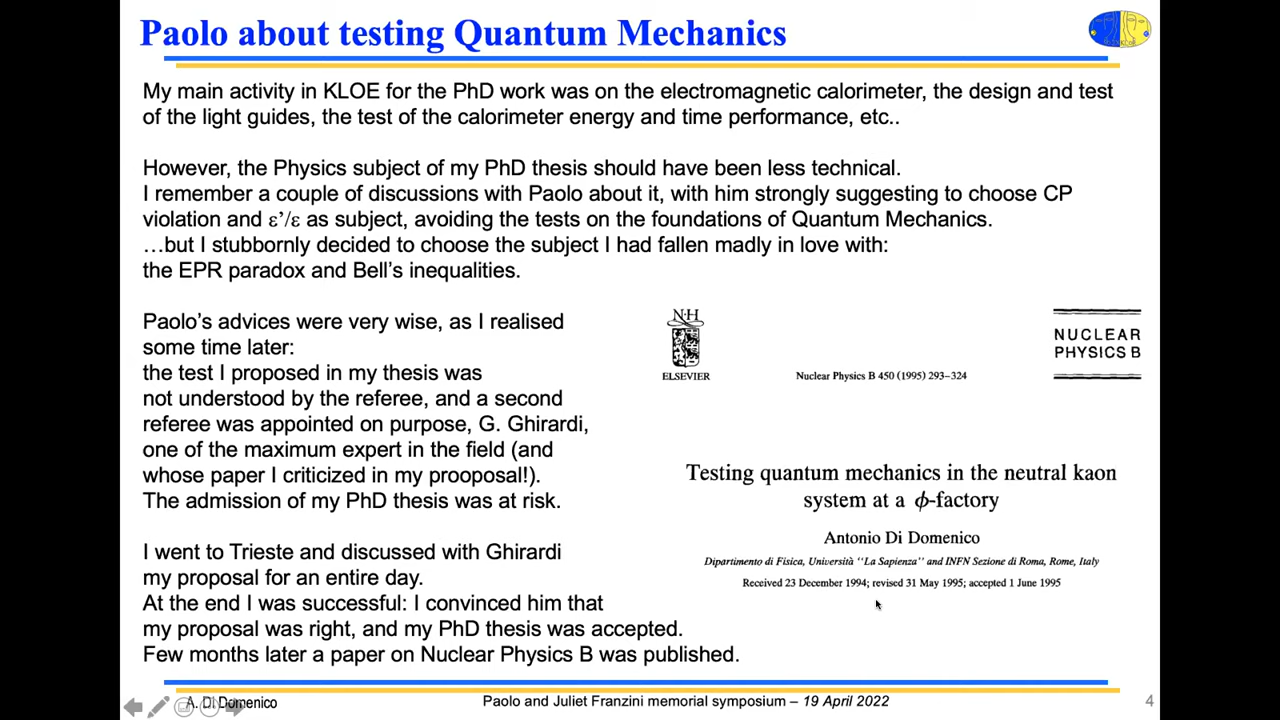 Paolo about testing Quantum Mechanics
My main activity in KLOE for the PhD work was on the electromagnetic calorimeter, the design and test
of the light guides, the test of the calorimeter energy and time performance, etc..
However, the Physics subject of my PhD thesis should have been less technical.
I remember a couple of discussions with Paolo about it, with him strongly suggesting to choose CP
violation and ε’/ε as subject, avoiding the tests on the foundations of Quantum Mechanics.
…but I stubbornly decided to choose the subject I had fallen madly in love with:
the EPR paradox and Bell’s inequalities.
Paolo’s advices were very wise, as I realised
some time later:
the test I proposed in my thesis was
not understood by the referee, and a second
referee was appointed on purpose, G. Ghirardi,
one of the maximum expert in the field (and
whose paper I criticized in my prooposal!).
The admission of my PhD thesis was at risk.
I went to Trieste and discussed with Ghirardi
my proposal for an entire day.
At the end I was successful: I convinced him that
my proposal was right, and my PhD thesis was accepted.
Few months later a paper on Nuclear Physics B was published.
N·H
ELSEVIER
Nuclear Physics B 450 (1995) 293–324
NUCLEAR
PHYSICS B
Testing quantum mechanics in the neutral kaon
system at a ϕ-factory
Antonio Di Domenico
Dipartimento di Fisica, Università “La Sapienza” and INFN Sezione di Roma, Rome, Italy
Received 23 December 1994; revised 31 May 1995; accepted 1 June 1995
A. Di Domenico
Paolo and Juliet Franzini memorial symposium – 19 April 2022
4